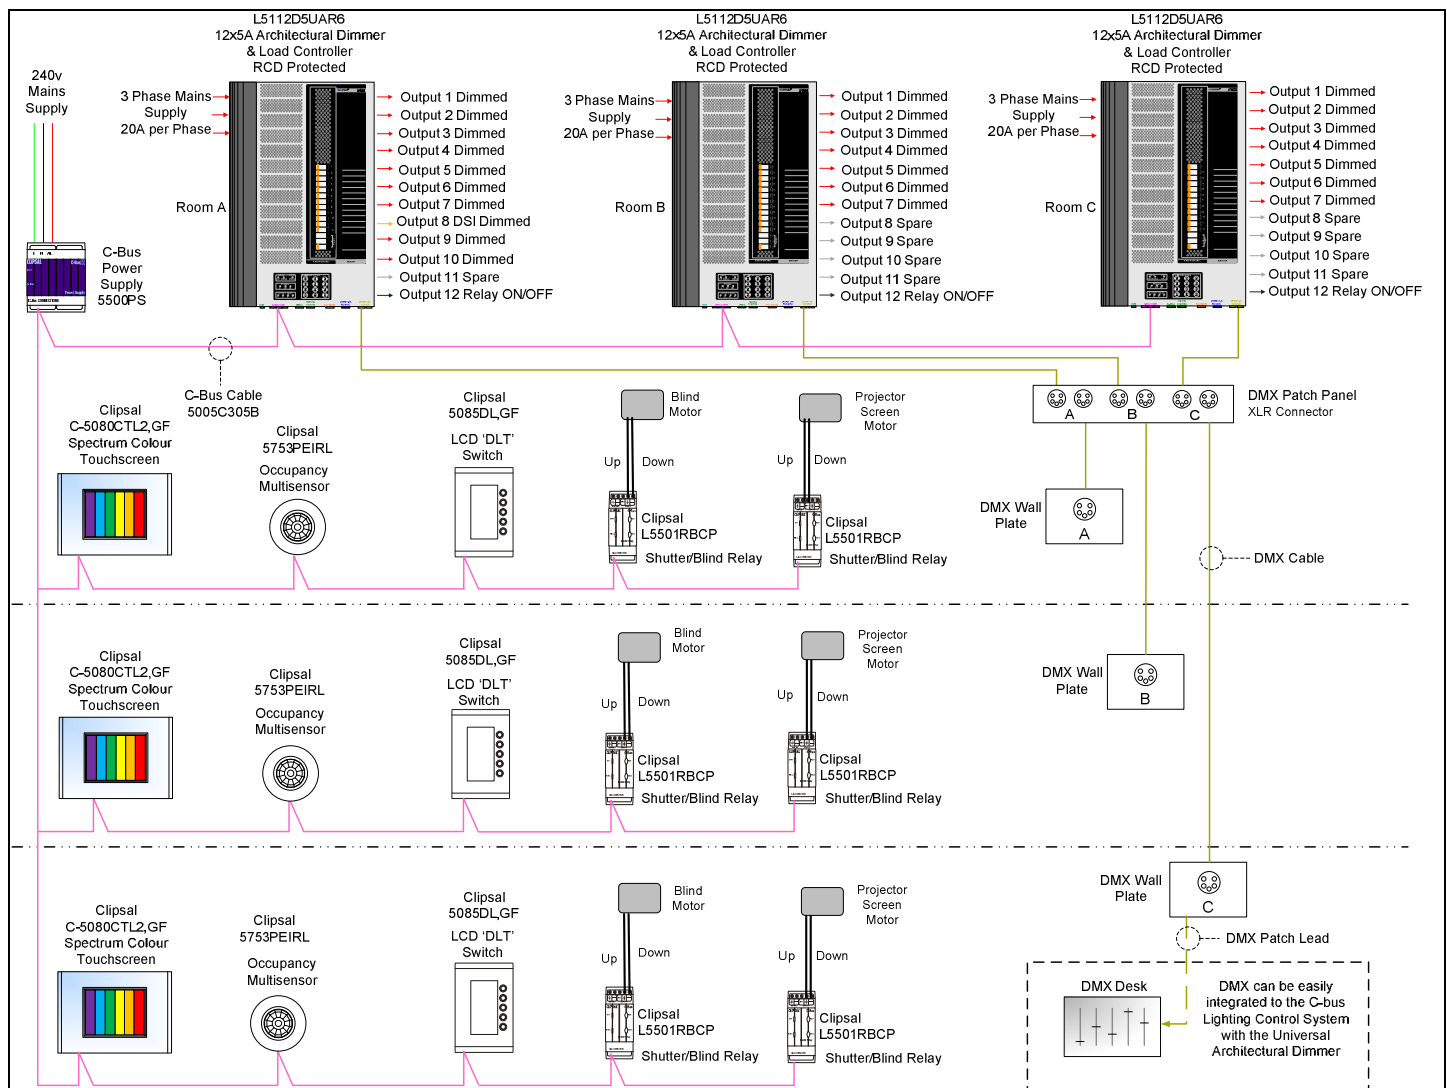 L5112D5UAR6
12x5A Architectural Dimmer
& Load Controller
RCD Protected
L5112D5UAR6
12x5A Architectural Dimmer
& Load Controller
RCD Protected
L5112D5UAR6
12x5A Architectural Dimmer
& Load Controller
RCD Protected
240v
Mains
Supply
3 Phase Mains
Supply
20A per Phase
Room A
Output 1 Dimmed
Output 2 Dimmed
Output 3 Dimmed
Output 4 Dimmed
Output 5 Dimmed
Output 6 Dimmed
Output 7 Dimmed
Output 8 DSI Dimmed
Output 9 Dimmed
Output 10 Dimmed
Output 11 Spare
Output 12 Relay ON/OFF
3 Phase Mains
Supply
20A per Phase
Room B
Output 1 Dimmed
Output 2 Dimmed
Output 3 Dimmed
Output 4 Dimmed
Output 5 Dimmed
Output 6 Dimmed
Output 7 Dimmed
Output 8 Spare
Output 9 Spare
Output 10 Spare
Output 11 Spare
Output 12 Relay ON/OFF
3 Phase Mains
Supply
20A per Phase
Room C
Output 1 Dimmed
Output 2 Dimmed
Output 3 Dimmed
Output 4 Dimmed
Output 5 Dimmed
Output 6 Dimmed
Output 7 Dimmed
Output 8 Spare
Output 9 Spare
Output 10 Spare
Output 11 Spare
Output 12 Relay ON/OFF
C-Bus
Power
Supply
5500PS
C-Bus Cable
5005C305B
Clipsal
C-5080CTL2,GF
Spectrum Colour
Touchscreen
Clipsal
5753PEIRL
Occupancy
Multisensor
Clipsal
5085DL,GF
LCD 'DLT'
Switch
Blind
Motor
Up
Down
Clipsal
L5501RBCP
Shutter/Blind Relay
Projector
Screen
Motor
Up
Down
Clipsal
L5501RBCP
Shutter/Blind Relay
A
B
C
DMX Patch Panel
XLR Connector
DMX Wall
Plate
A
DMX Cable
Clipsal
C-5080CTL2,GF
Spectrum Colour
Touchscreen
Clipsal
5753PEIRL
Occupancy
Multisensor
Clipsal
5085DL,GF
LCD 'DLT'
Switch
Blind
Motor
Up
Down
Clipsal
L5501RBCP
Shutter/Blind Relay
Projector
Screen
Motor
Up
Down
Clipsal
L5501RBCP
Shutter/Blind Relay
DMX Wall
Plate
B
Clipsal
C-5080CTL2,GF
Spectrum Colour
Touchscreen
Clipsal
5753PEIRL
Occupancy
Multisensor
Clipsal
5085DL,GF
LCD 'DLT'
Switch
Blind
Motor
Up
Down
Clipsal
L5501RBCP
Shutter/Blind Relay
Projector
Screen
Motor
Up
Down
Clipsal
L5501RBCP
Shutter/Blind Relay
DMX Wall
Plate
C
DMX Patch Lead
DMX Desk
DMX can be easily
integrated to the C-bus
Lighting Control System
with the Universal
Architectural Dimmer